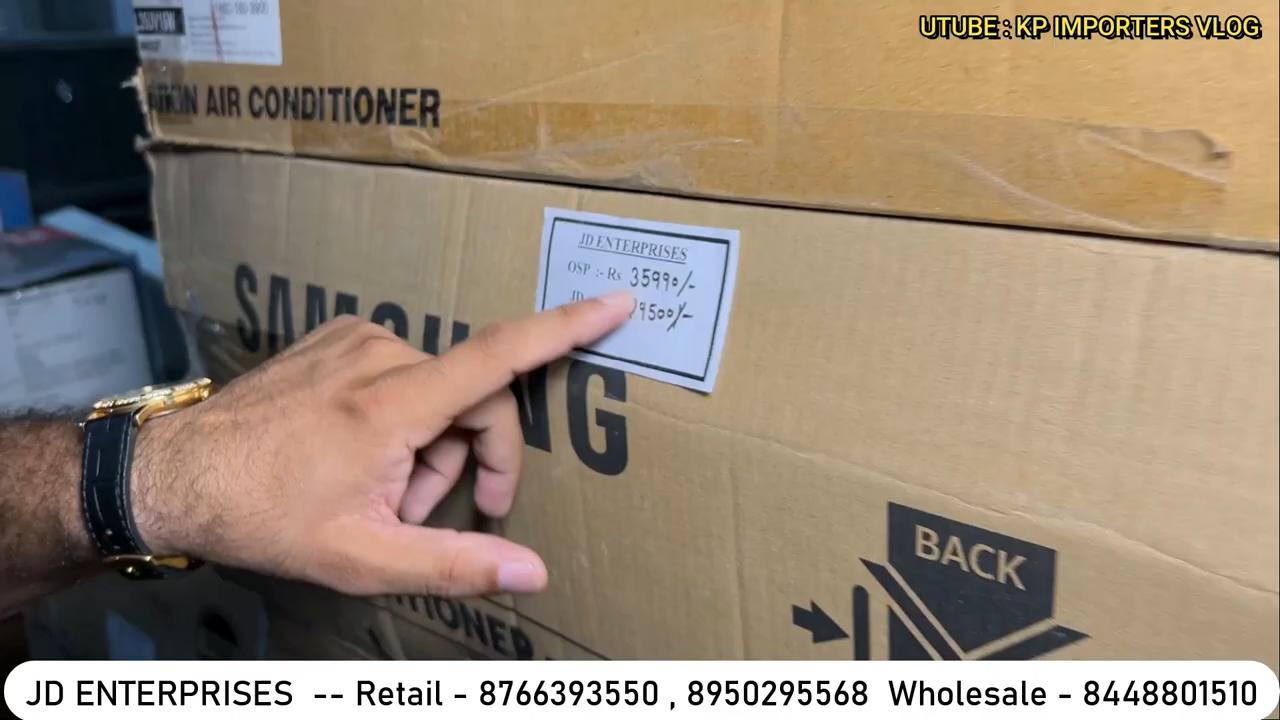 UTUBE : KP IMPORTERS VLOG
AIR CONDITIONER
JD ENTERPRISES
OSP :- Rs 35990/-
JD 9500/-
SAMSUNG
BACK
JD ENTERPRISES -- Retail - 8766393550 , 8950295568 Wholesale - 8448801510